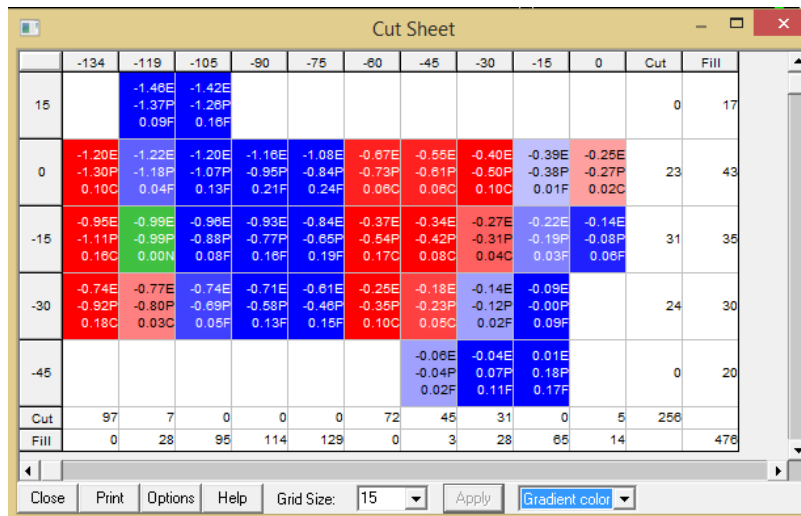 Cut Sheet
-134 -119 -105 -90 -75 -60 -45 -30 -15 0 Cut Fill
-1.46E -1.42E
15 -1.37P -1.26P 0 17
0.09F 0.16F
-1.20E -1.22E -1.20E -1.16E -1.08E -0.67E -0.55E -0.40E -0.39E -0.25E
0 -1.30P -1.18P -1.07P -0.95P -0.84P -0.73P -0.61P -0.50P -0.38P -0.27P 23 43
0.10C 0.04F 0.13F 0.21F 0.24F 0.06C 0.06C 0.10C 0.01F 0.02C
-0.95E -0.99E -0.96E -0.93E -0.84E -0.37E -0.34E -0.27E -0.22E -0.14E
-15 -1.11P -0.99P -0.88P -0.77P -0.65P -0.54P -0.42P -0.31P -0.19P -0.08P 31 35
0.16C 0.00N 0.08F 0.16F 0.19F 0.17C 0.08C 0.04C 0.03F 0.06F
-0.74E -0.77E -0.74E -0.71E -0.61E -0.25E -0.18E -0.14E -0.09E
-30 -0.92P -0.80P -0.69P -0.58P -0.46P -0.35P -0.23P -0.12P -0.00P 24 30
0.18C 0.03C 0.05F 0.13F 0.15F 0.10C 0.05C 0.02F 0.09F
-0.06E -0.04E 0.01E
-45 -0.04P 0.07P 0.18P 0 20
0.02F 0.11F 0.17F
Cut 97 7 0 0 0 72 45 31 0 5 256
Fill 0 28 95 114 129 0 3 28 65 14 476
Close Print Options Help Grid Size: 15 Apply Gradient color